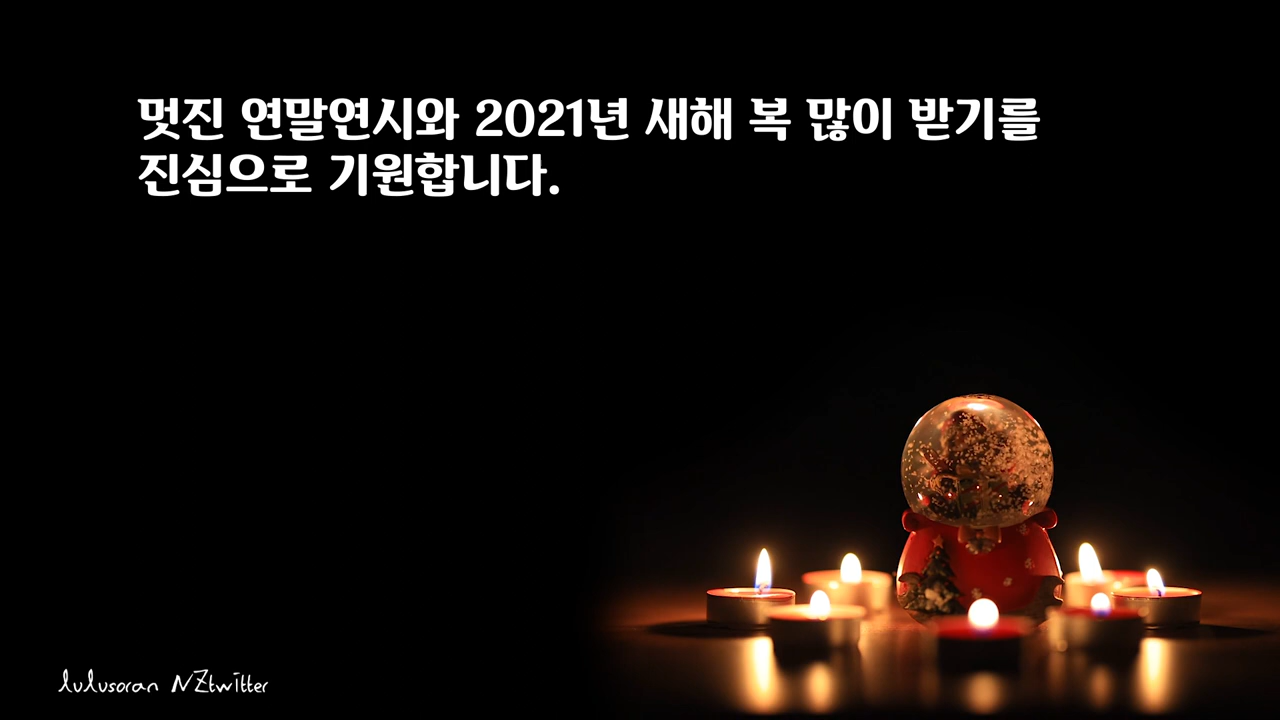 멋진 연말연시와 2021년 새해 복 많이 받기를
진심으로 기원합니다.
lulusoran NZtwitter